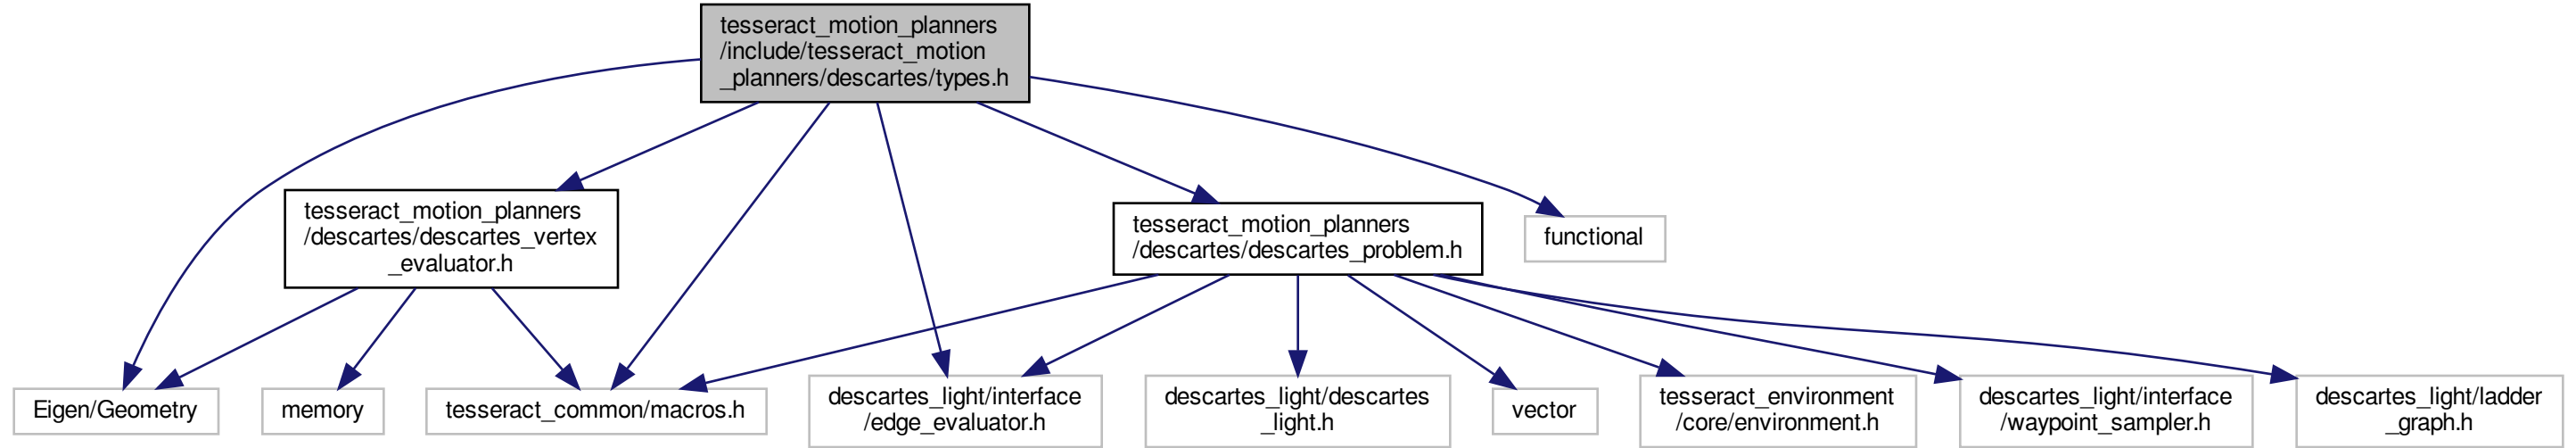 tesseract_motion_planners
/include/tesseract_motion
_planners/descartes/types.h
tesseract_motion_planners
/descartes/descartes_vertex
_evaluator.h
tesseract_motion_planners
/descartes/descartes_problem.h
functional
Eigen/Geometry
memory
tesseract_common/macros.h
descartes_light/interface
/edge_evaluator.h
descartes_light/descartes
_light.h
vector
tesseract_environment
/core/environment.h
descartes_light/interface
/waypoint_sampler.h
descartes_light/ladder
_graph.h